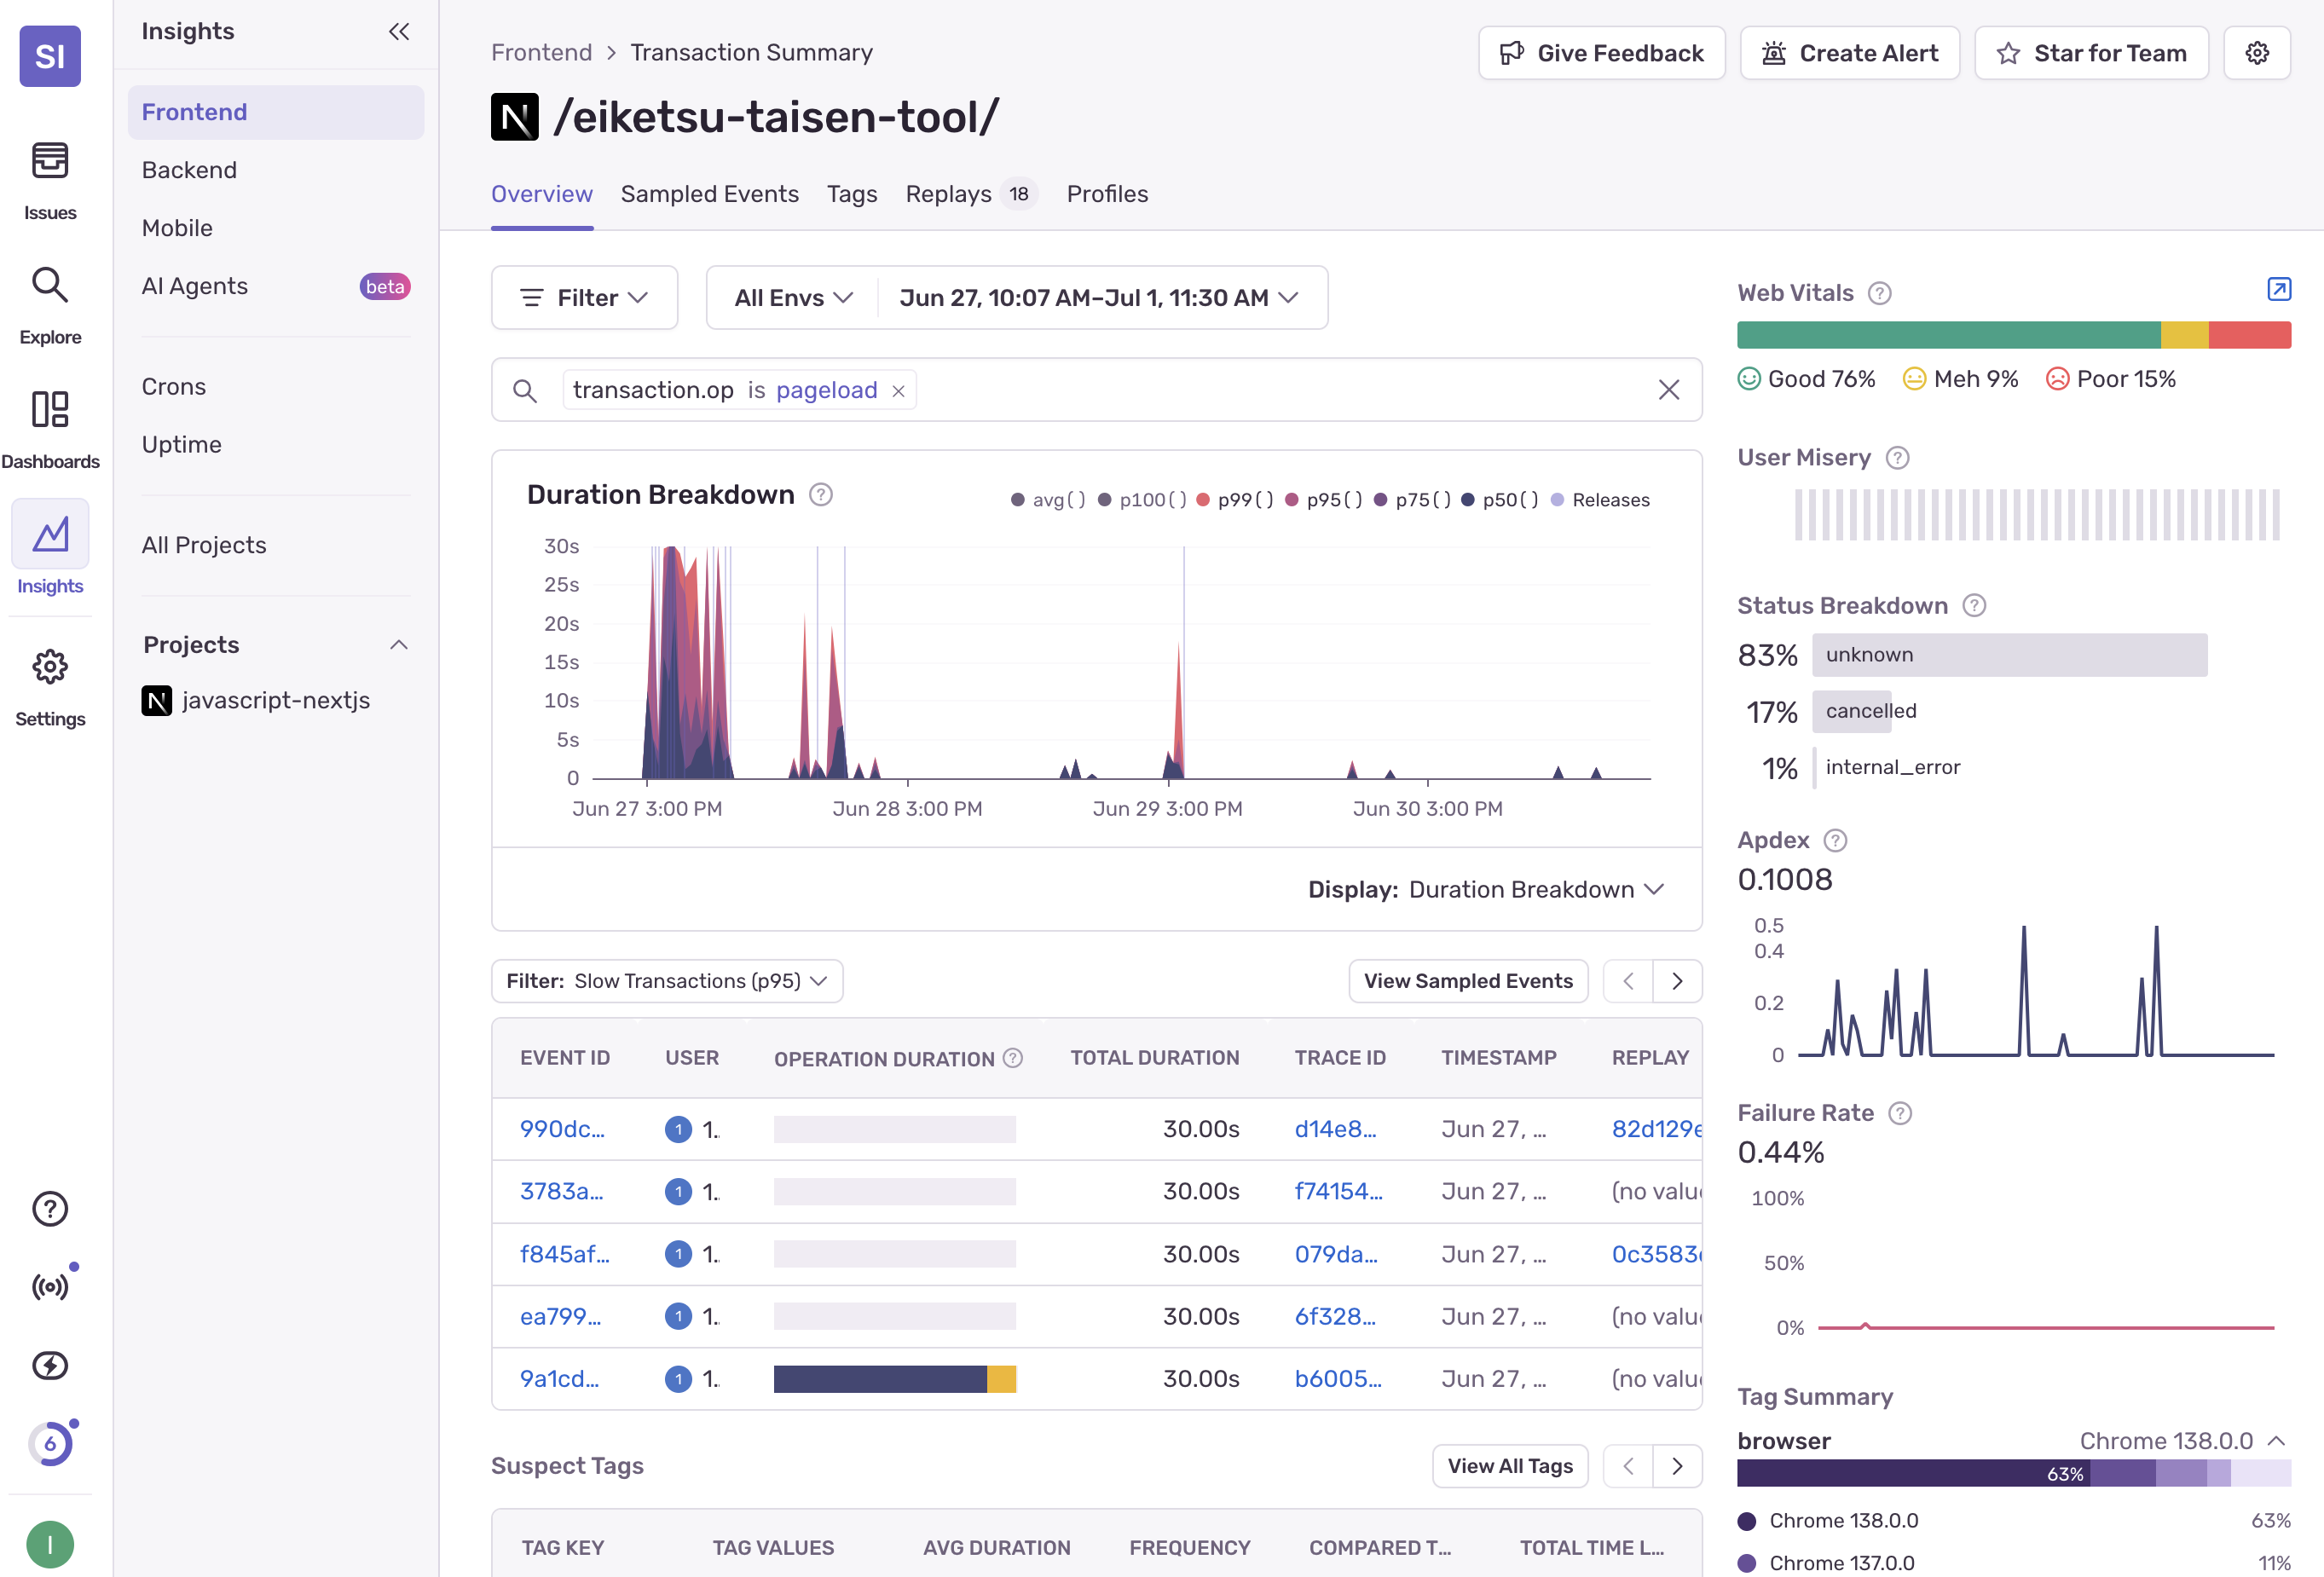 SI
Issues
Explore
Dashboards
Insights
Settings
6
I
Insights
Frontend
Backend
Mobile
AI Agents beta
Crons
Uptime
All Projects
Projects
N javascript-nextjs
Frontend > Transaction Summary
Give Feedback
Create Alert
Star for Team
N /eiketsu-taisen-tool/
Overview Sampled Events Tags Replays 18 Profiles
Filter
All Envs Jun 27, 10:07 AM–Jul 1, 11:30 AM
transaction.op is pageload
Duration Breakdown
avg() p100() p99() p95() p75() p50() Releases
30s
25s
20s
15s
10s
5s
0
Jun 27 3:00 PM Jun 28 3:00 PM Jun 29 3:00 PM Jun 30 3:00 PM
Display: Duration Breakdown
Filter: Slow Transactions (p95)
View Sampled Events
EVENT ID USER OPERATION DURATION TOTAL DURATION TRACE ID TIMESTAMP REPLAY
990dc… 1 1.. 30.00s d14e8… Jun 27, … 82d129e
3783a… 1 1.. 30.00s f74154… Jun 27, … (no valu
f845af… 1 1.. 30.00s 079da… Jun 27, … 0c3583
ea799… 1 1.. 30.00s 6f328… Jun 27, … (no valu
9a1cd… 1 1.. 30.00s b6005… Jun 27, … (no valu
Suspect Tags
View All Tags
TAG KEY TAG VALUES AVG DURATION FREQUENCY COMPARED T… TOTAL TIME L…
Web Vitals
Good 76% Meh 9% Poor 15%
User Misery
Status Breakdown
83% unknown
17% cancelled
1% internal_error
Apdex
0.1008
0.5
0.4
0.2
0
Failure Rate
0.44%
100%
50%
0%
Tag Summary
browser Chrome 138.0.0
63%
Chrome 138.0.0 63%
Chrome 137.0.0 11%